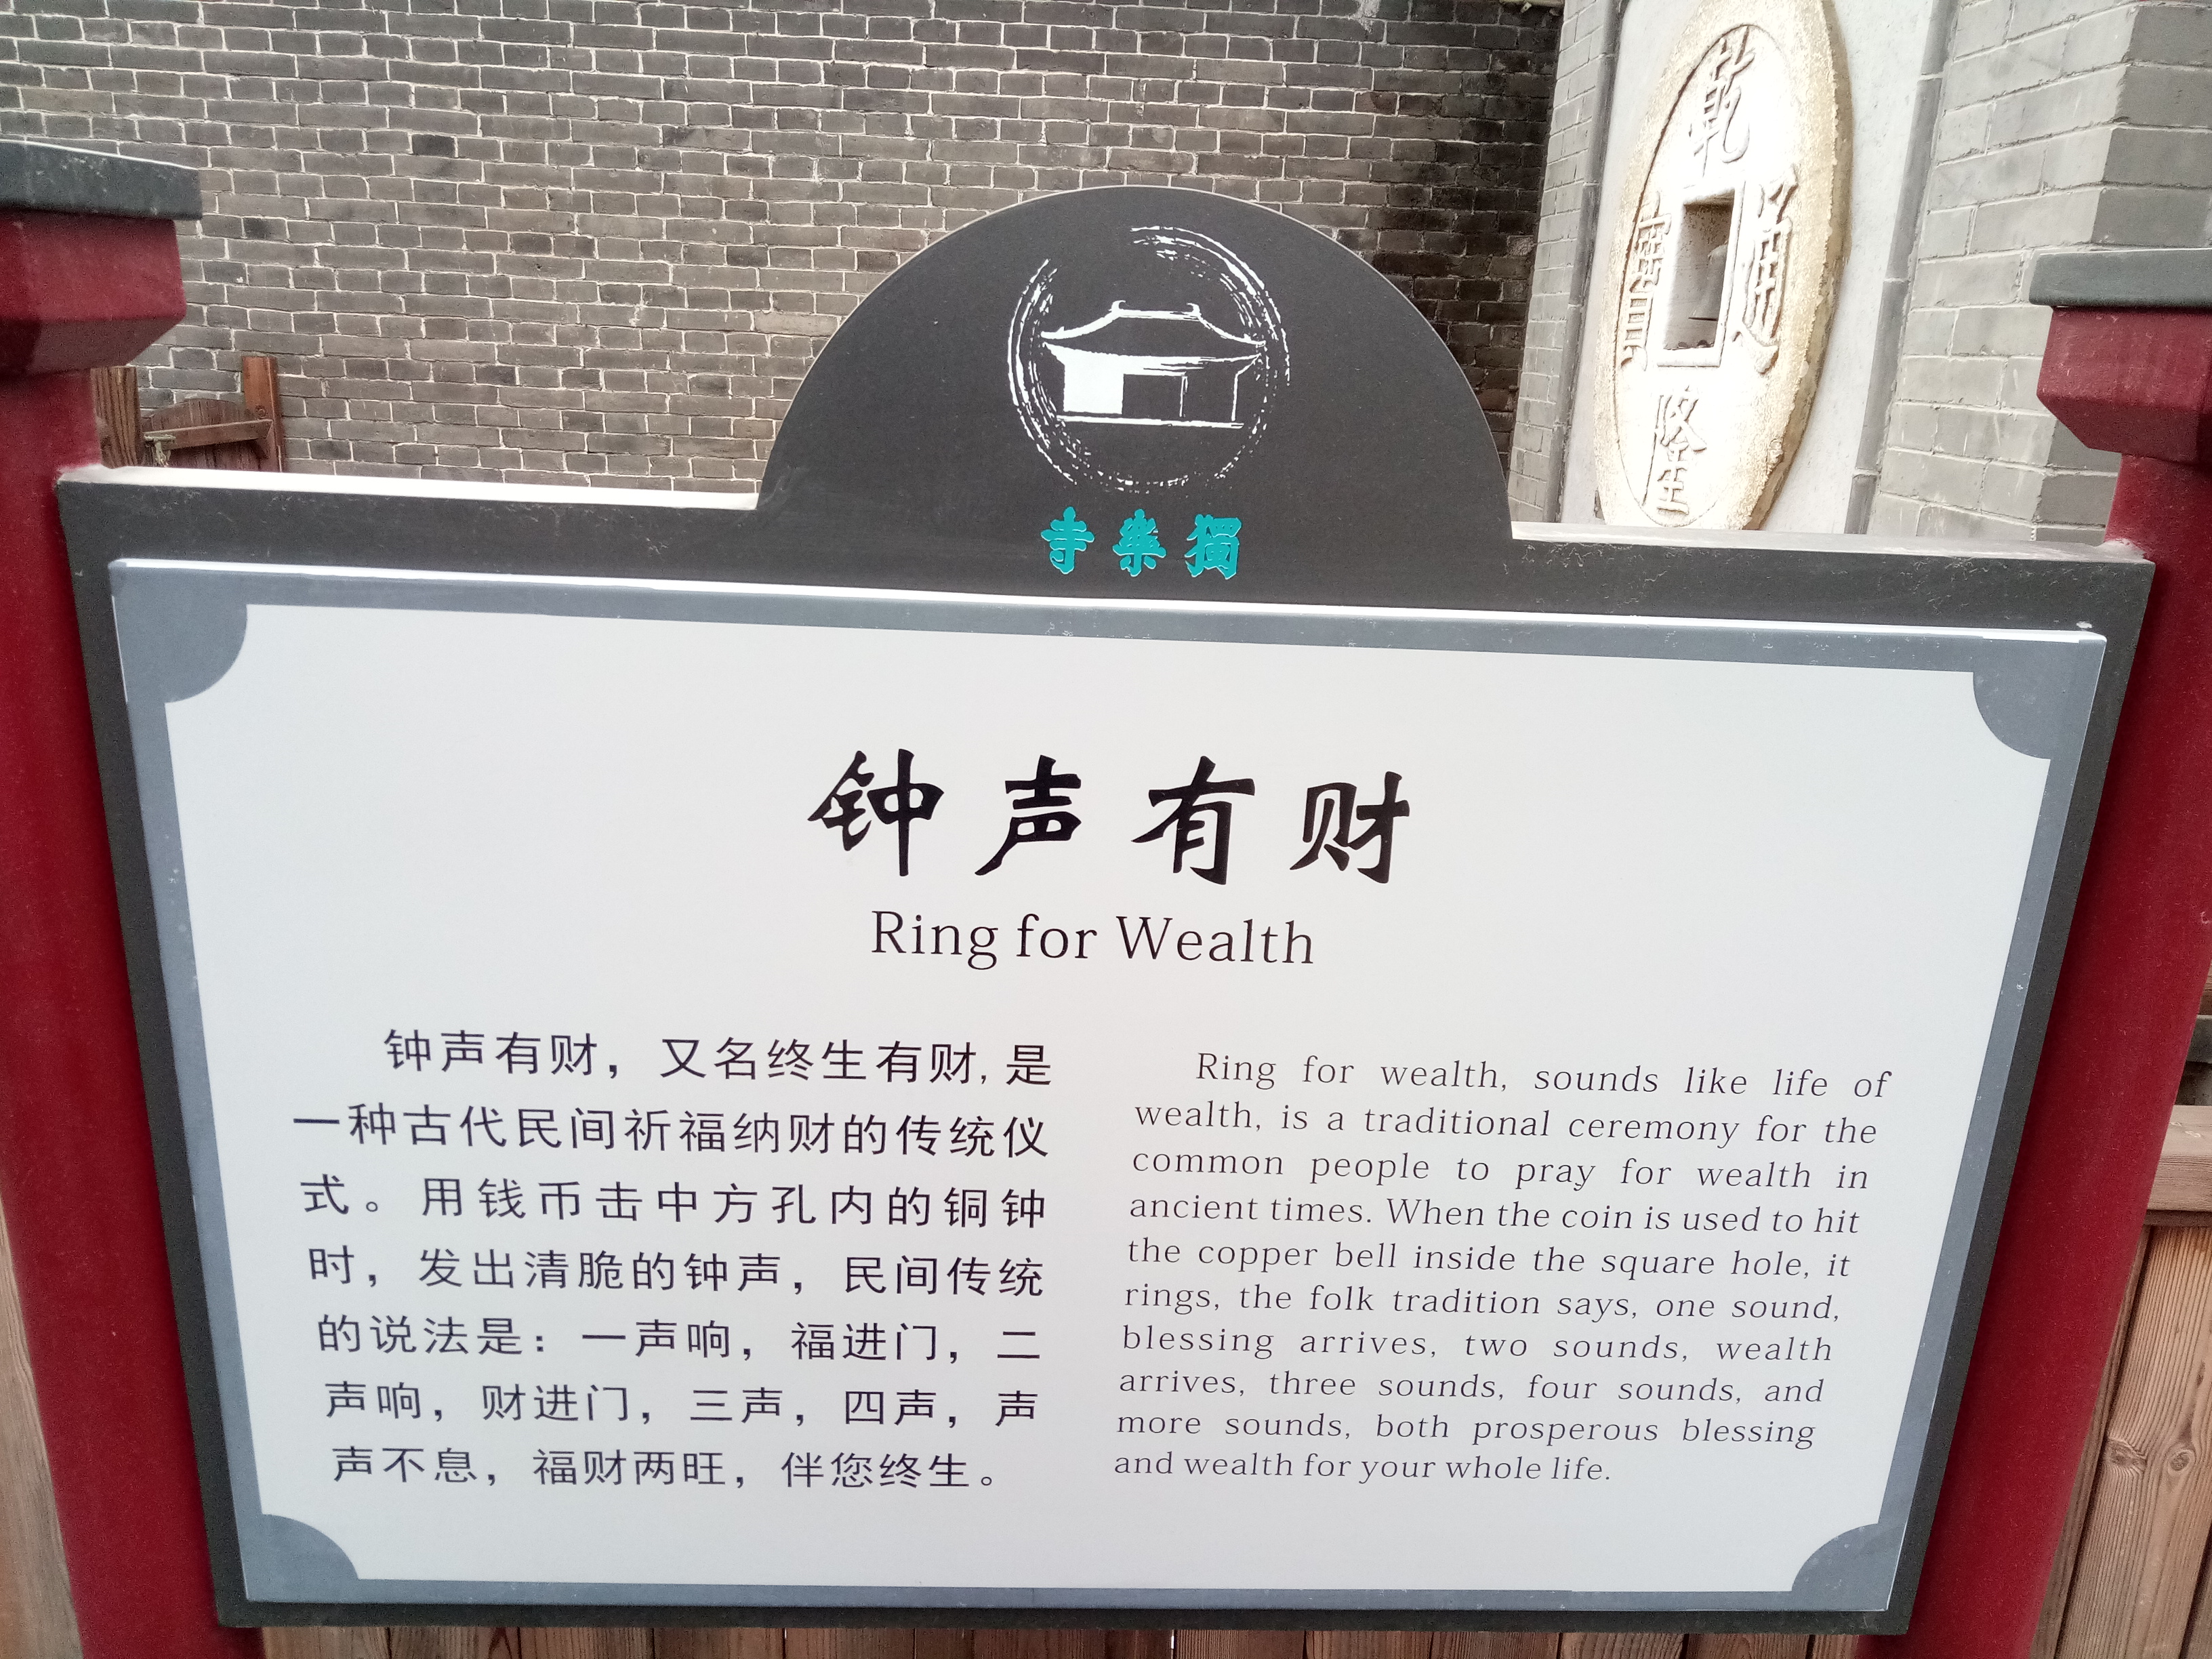 乾
寶 通
隆
寺樂獨
钟声有财
Ring for Wealth
钟声有财，又名终生有财,是
一种古代民间祈福纳财的传统仪
式。用钱币击中方孔内的铜钟
时，发出清脆的钟声，民间传统
的说法是：一声响，福进门，二
声响，财进门，三声，四声，声
声不息，福财两旺，伴您终生。
Ring for wealth, sounds like life of
wealth, is a traditional ceremony for the
common people to pray for wealth in
ancient times. When the coin is used to hit
the copper bell inside the square hole, it
rings, the folk tradition says, one sound,
blessing arrives, two sounds, wealth
arrives, three sounds, four sounds, and
more sounds, both prosperous blessing
and wealth for your whole life.